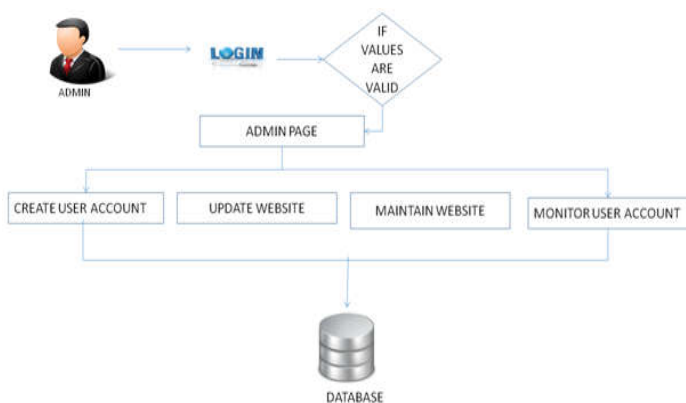 IF
VALUES
ARE
VALID
LOGIN
ADMIN
ADMIN PAGE
CREATE USER ACCOUNT
UPDATE WEBSITE
MAINTAIN WEBSITE
MONITOR USER ACCOUNT
DATABASE